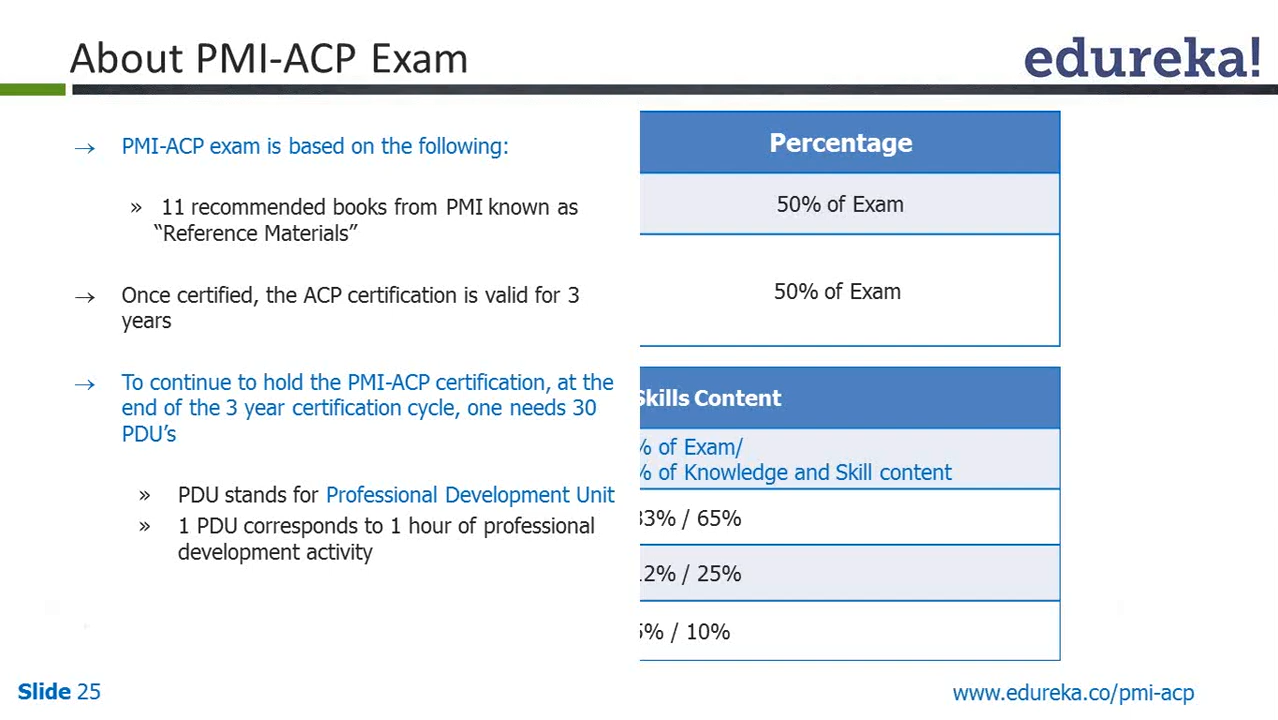 About PMI-ACP Exam
edureka!
→ PMI-ACP exam is based on the following:
» 11 recommended books from PMI known as
“Reference Materials”
→ Once certified, the ACP certification is valid for 3
years
→ To continue to hold the PMI-ACP certification, at the
end of the 3 year certification cycle, one needs 30
PDU’s
» PDU stands for Professional Development Unit
» 1 PDU corresponds to 1 hour of professional
development activity
Percentage
50% of Exam
50% of Exam
Skills Content
% of Exam/
% of Knowledge and Skill content
33% / 65%
12% / 25%
5% / 10%
Slide 25
www.edureka.co/pmi-acp